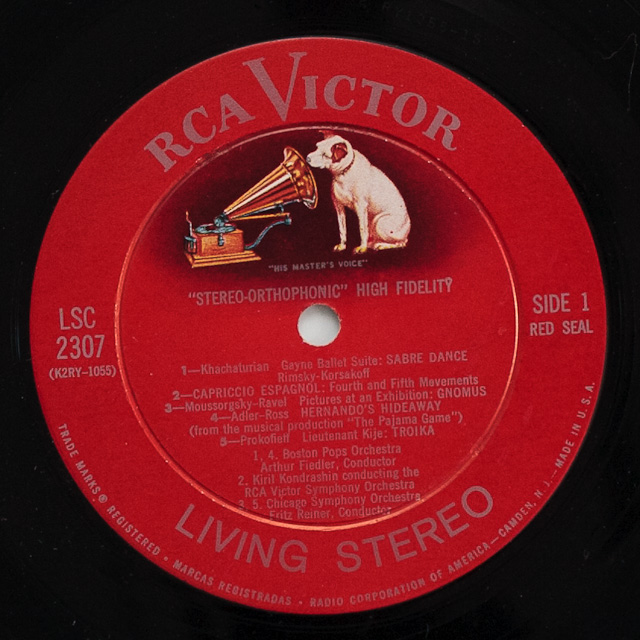 RCA VICTOR
"HIS MASTER'S VOICE"
"STEREO-ORTHOPHONIC" HIGH FIDELITY
LSC
2307
(K2RY-1055)
SIDE 1
RED SEAL
1—Khachaturian Gayne Ballet Suite: SABRE DANCE
Rimsky-Korsakoff
2—CAPRICCIO ESPAGNOL: Fourth and Fifth Movements
3—Moussorgsky-Ravel Pictures at an Exhibition: GNOMUS
4—Adler-Ross HERNANDO'S HIDEAWAY
(from the musical production "The Pajama Game")
5—Prokofieff Lieutenant Kije: TROIKA
1, 4. Boston Pops Orchestra
Arthur Fiedler, Conductor
2. Kiril Kondrashin conducting the
RCA Victor Symphony Orchestra
3, 5. Chicago Symphony Orchestra,
Fritz Reiner, Conductor
LIVING STEREO
TRADE MARKS ® REGISTERED • MARCAS REGISTRADAS • RADIO CORPORATION OF AMERICA—CAMDEN, N. J.—MADE IN U.S.A.